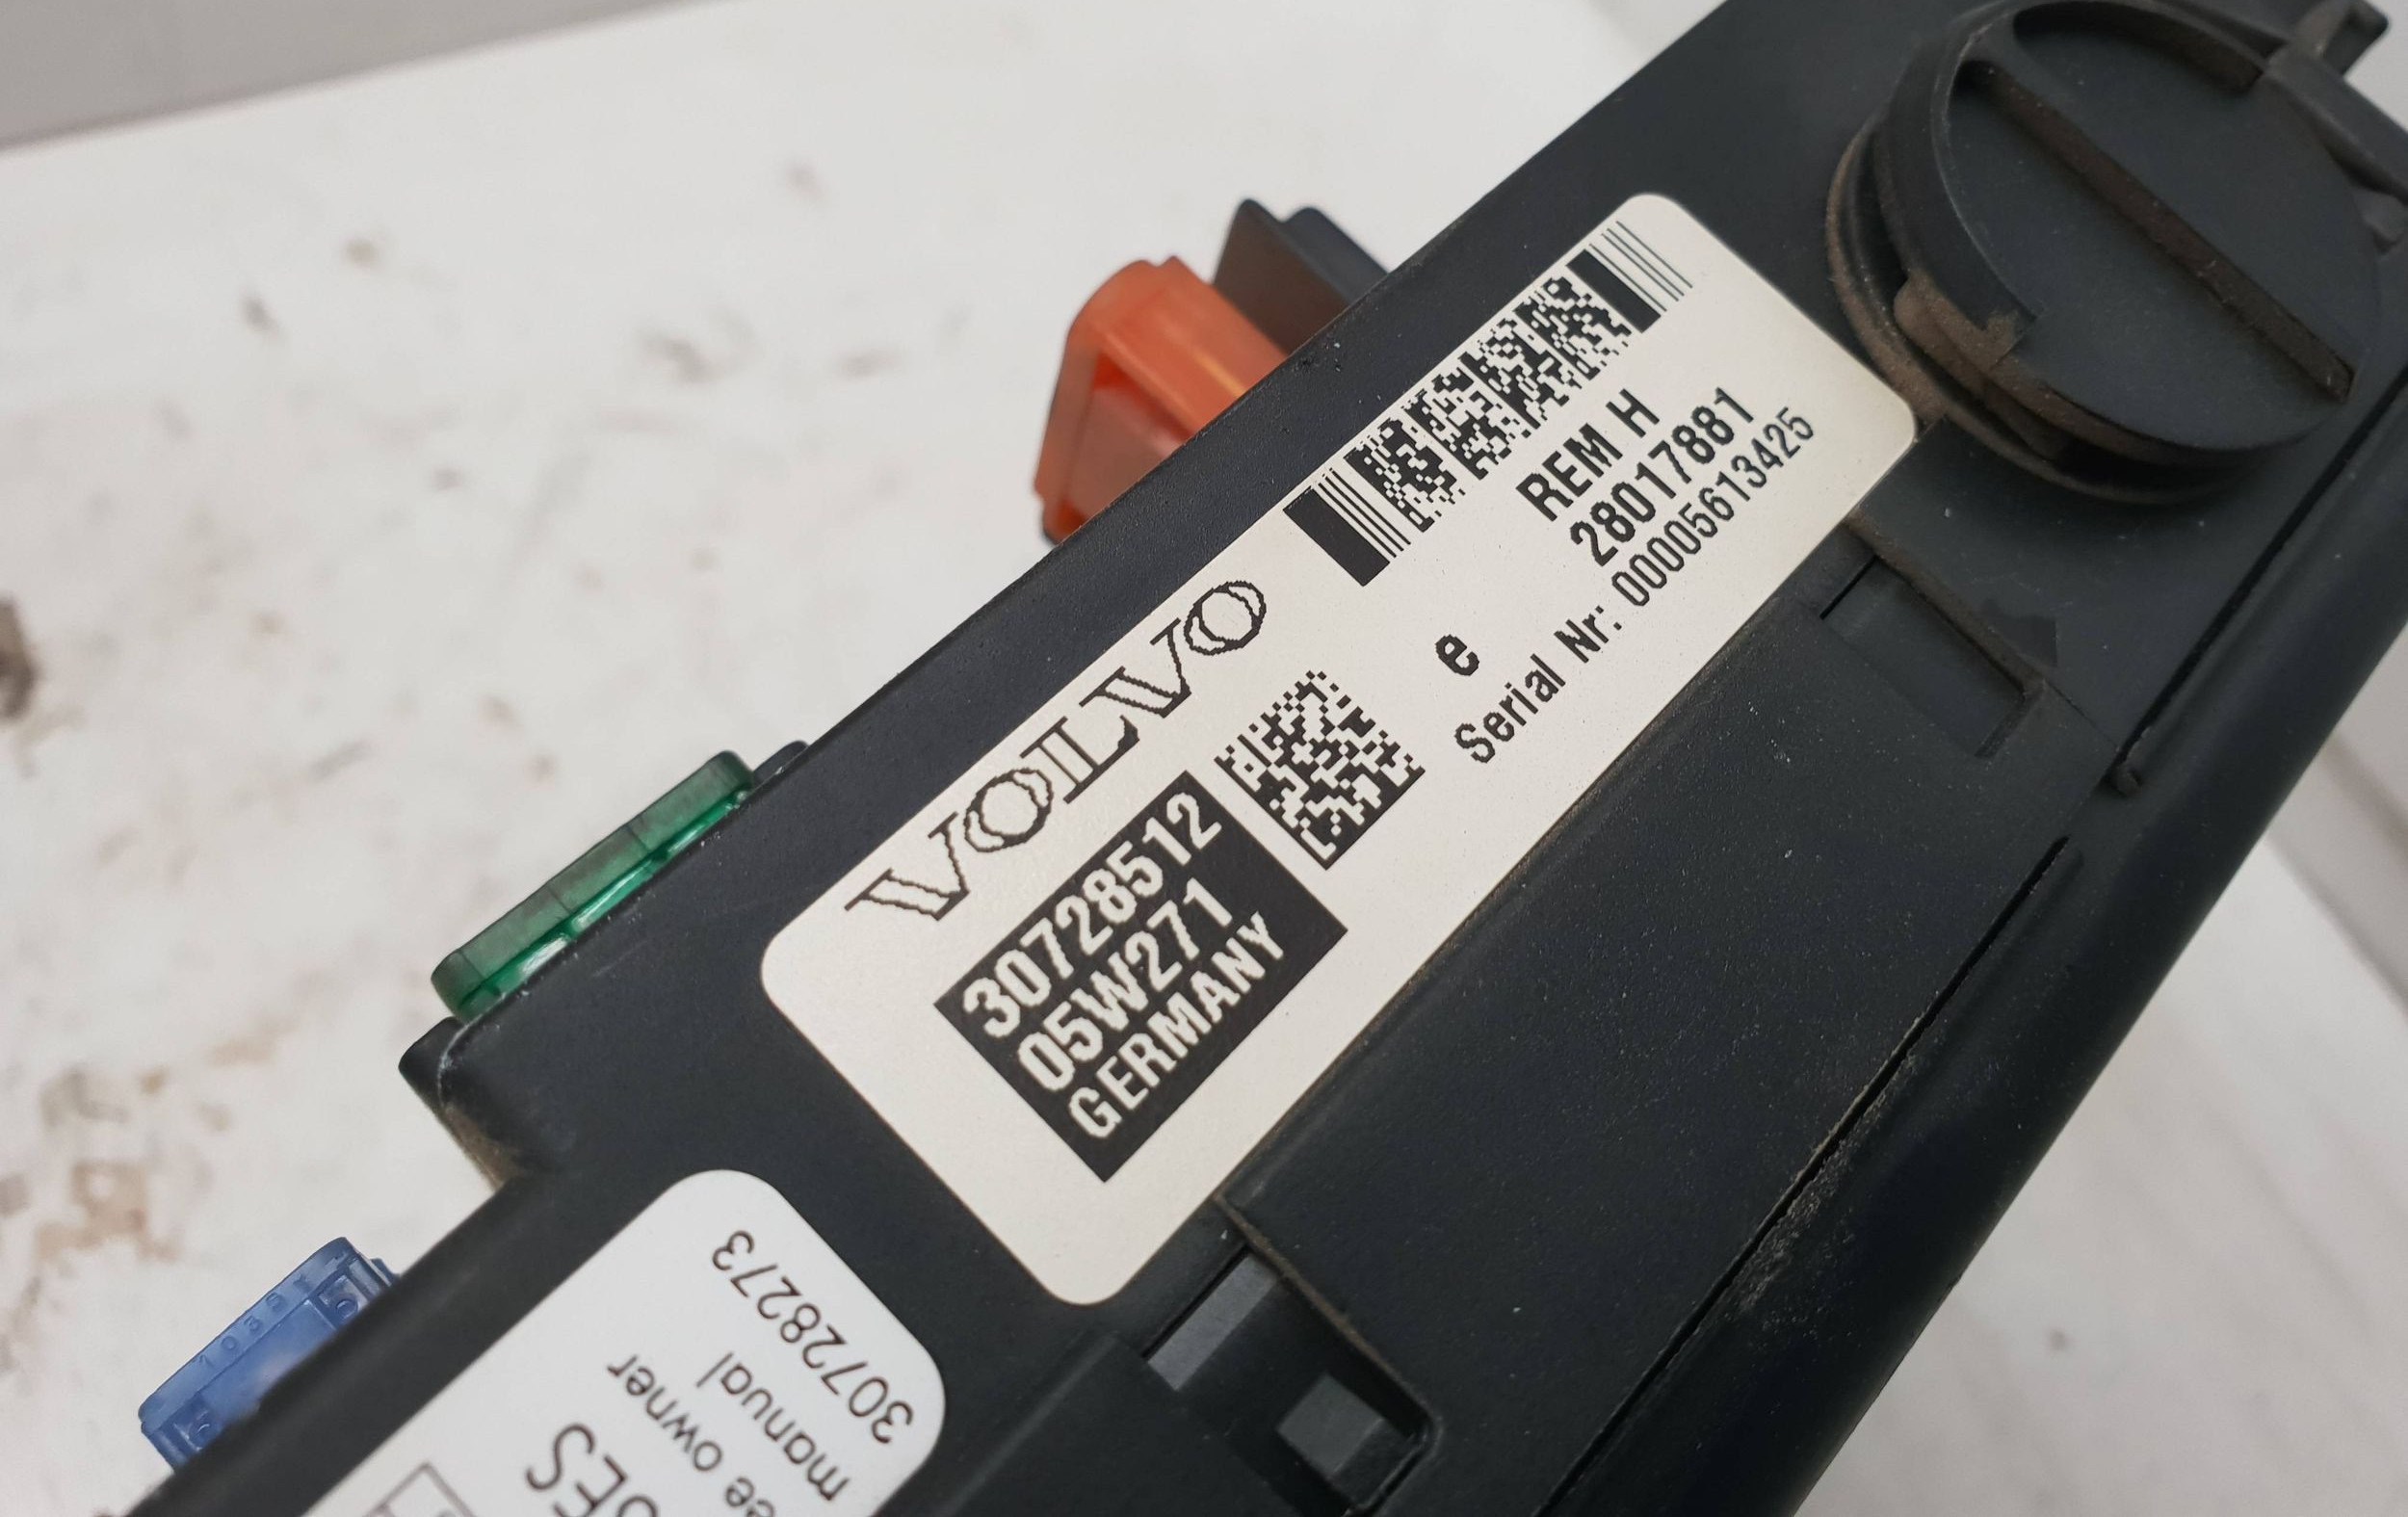 VOLVO
30728512
05W271
GERMANY
REM H
28017881
e
Serial Nr: 00005613425
owner
manual
30728273